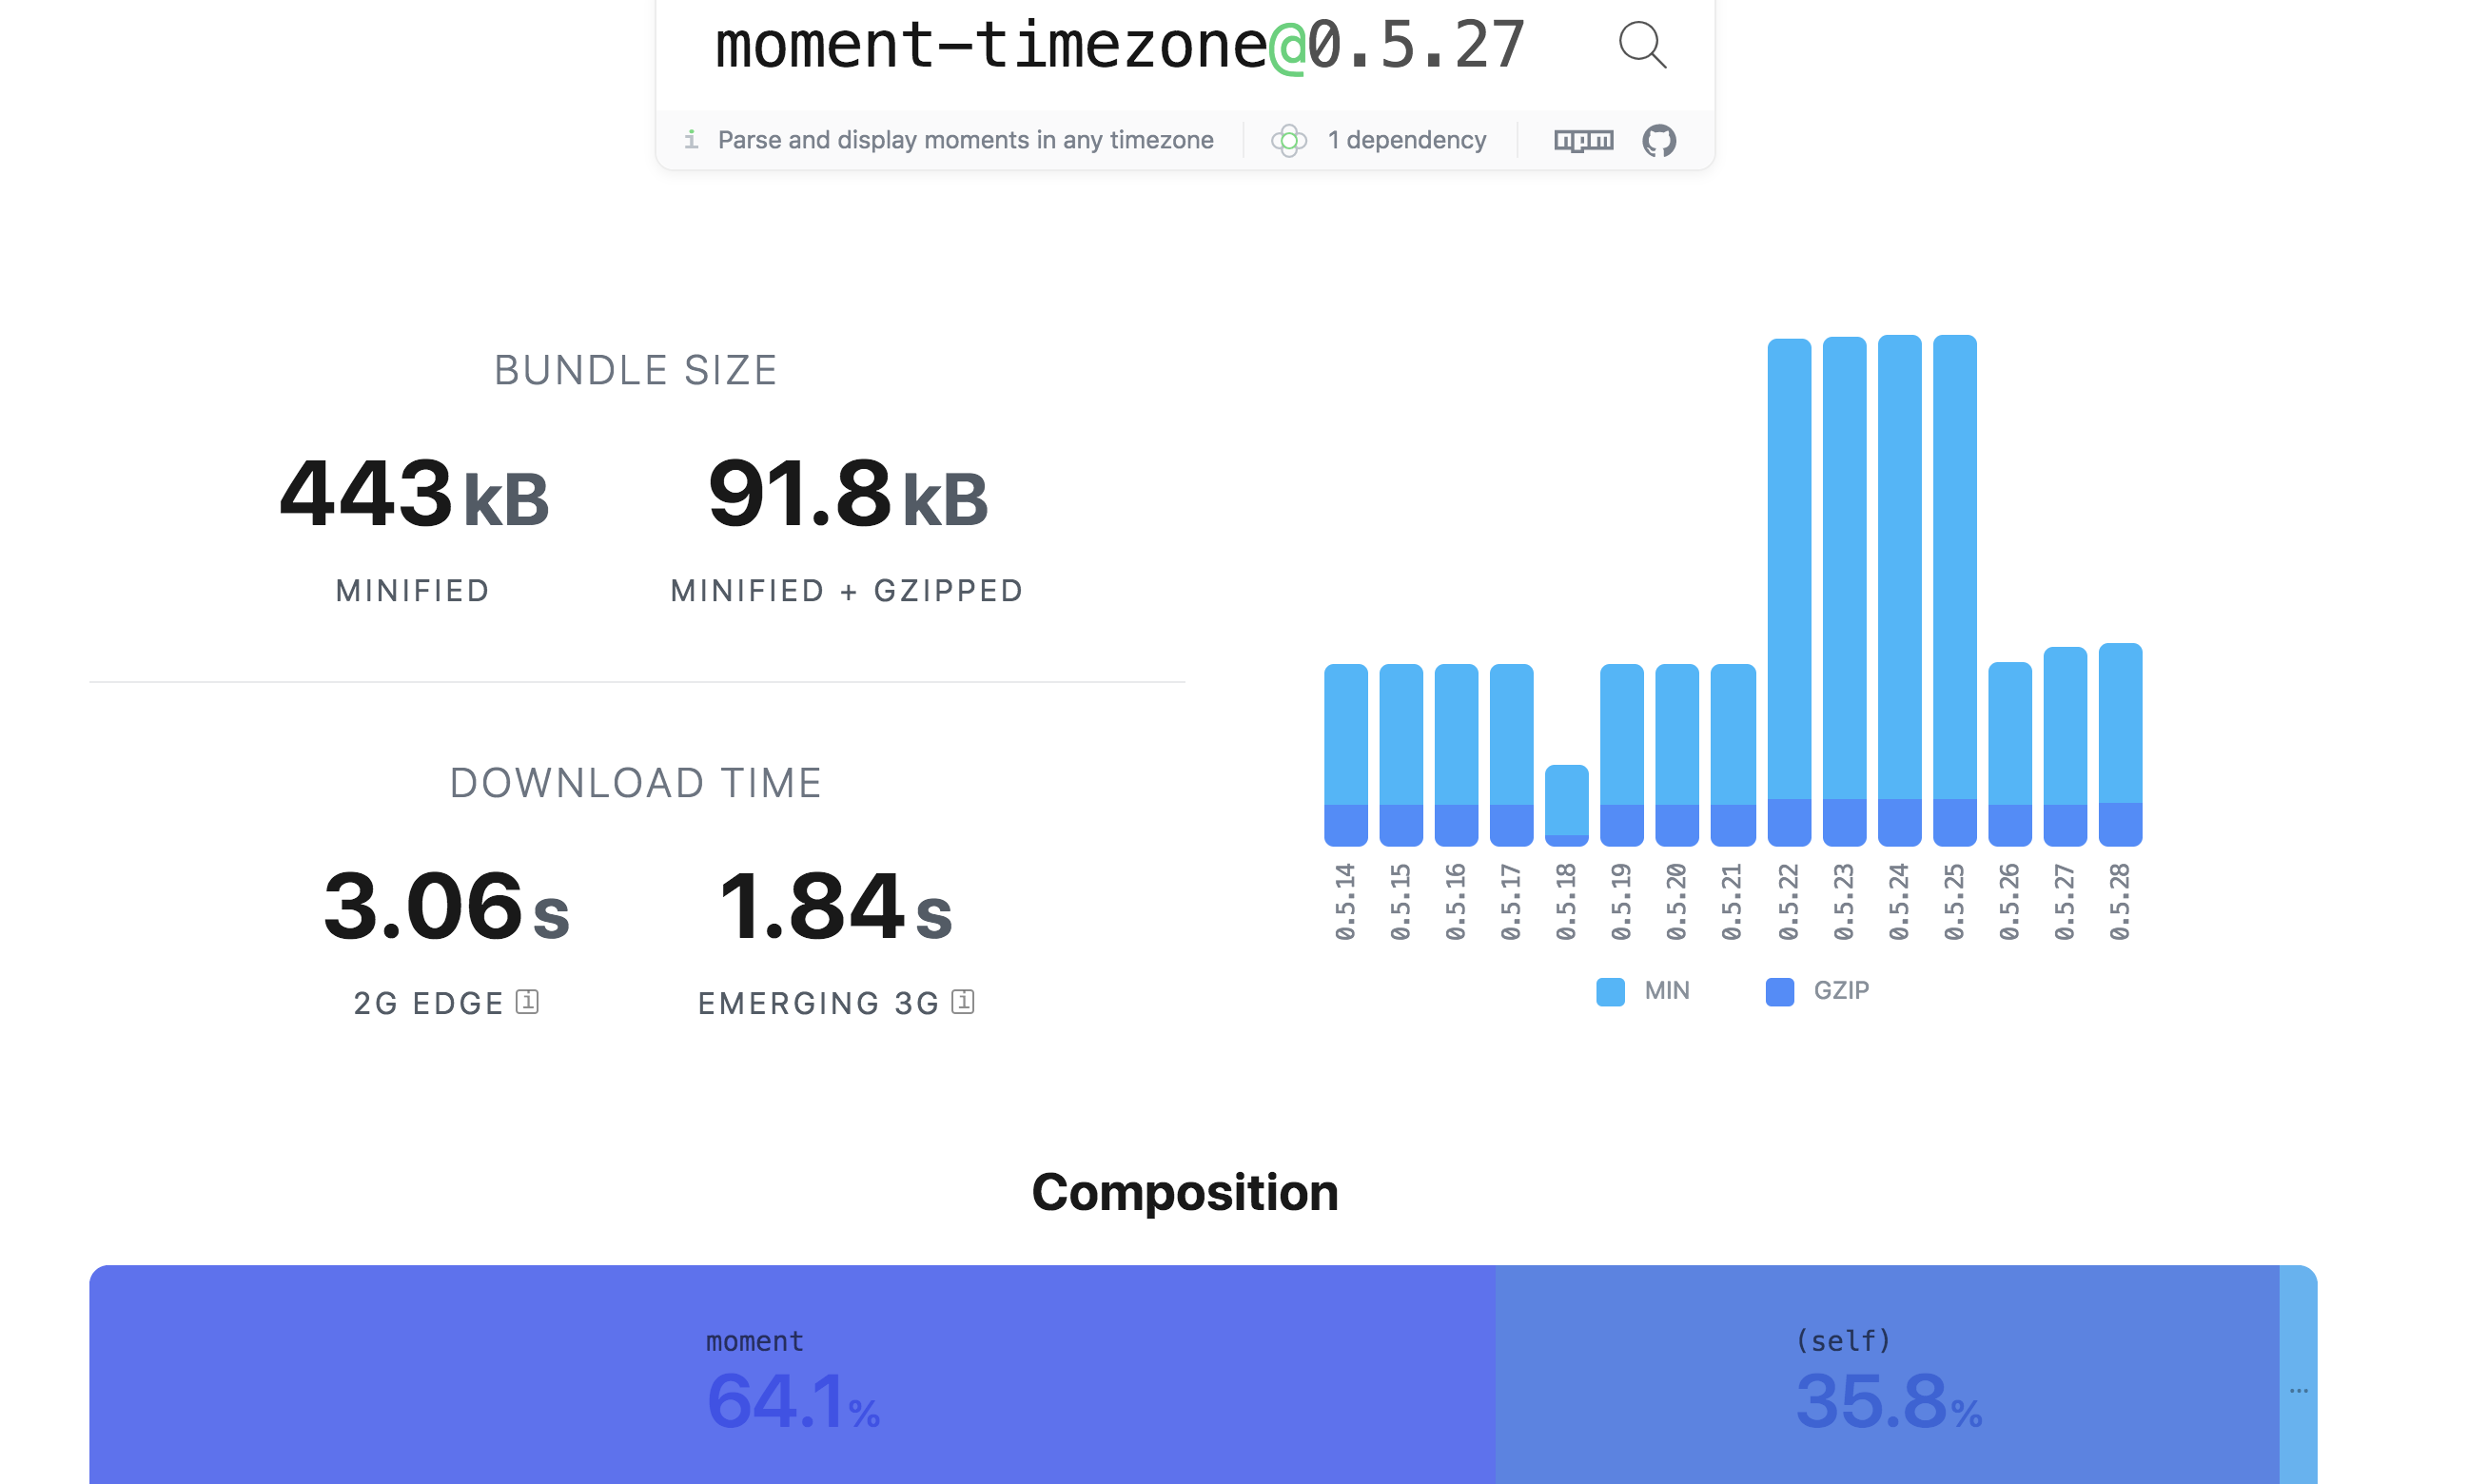 moment-timezone@0.5.27
i Parse and display moments in any timezone 1 dependency npm
BUNDLE SIZE
443 kB 91.8 kB
MINIFIED MINIFIED + GZIPPED
DOWNLOAD TIME
3.06 s 1.84 s
2G EDGE i EMERGING 3G i
0.5.14 0.5.15 0.5.16 0.5.17 0.5.18 0.5.19 0.5.20 0.5.21 0.5.22 0.5.23 0.5.24 0.5.25 0.5.26 0.5.27 0.5.28
MIN GZIP
Composition
moment (self)
64.1% 35.8% ...